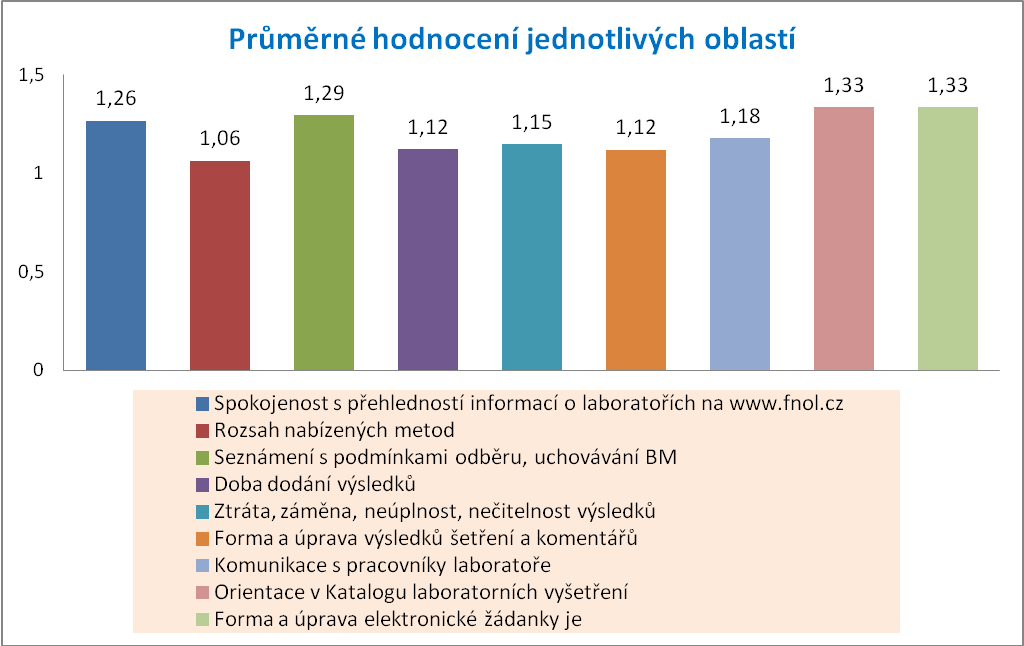 Průměrné hodnocení jednotlivých oblastí
1,5
1
0,5
0
1,26
1,06
1,29
1,12
1,15
1,12
1,18
1,33
1,33
Spokojenost s přehledností informací o laboratořích na www.fnol.cz
Rozsah nabízených metod
Seznámení s podmínkami odběru, uchovávání BM
Doba dodání výsledků
Ztráta, záměna, neúplnost, nečitelnost výsledků
Forma a úprava výsledků šetření a komentářů
Komunikace s pracovníky laboratoře
Orientace v Katalogu laboratorních vyšetření
Forma a úprava elektronické žádanky je